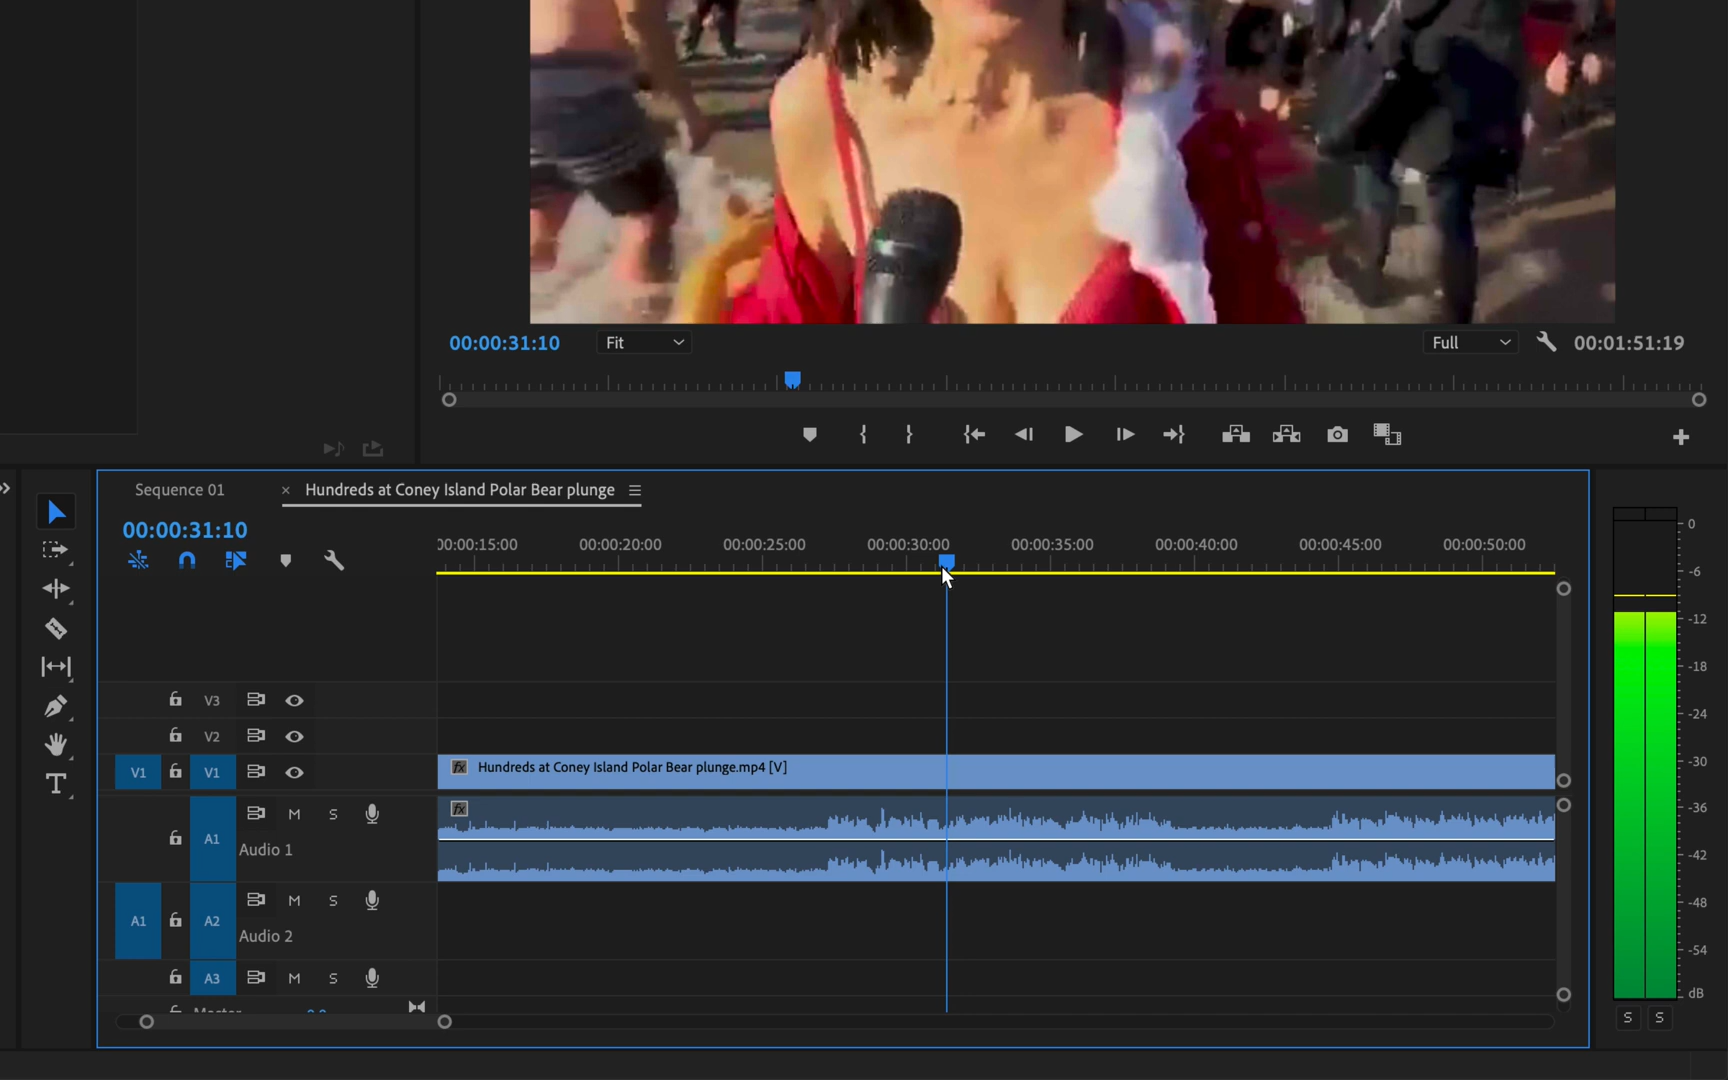 00:00:31:10 Fit Full 00:01:51:19
Sequence 01 × Hundreds at Coney Island Polar Bear plunge
00:00:31:10
00:00:15:00 00:00:20:00 00:00:25:00 00:00:30:00 00:00:35:00 00:00:40:00 00:00:45:00 00:00:50:00
V3
V2
V1 V1 fx Hundreds at Coney Island Polar Bear plunge.mp4 [V]
M S fx
A1
Audio 1
M S
A1 A2
Audio 2
A3 M S
Master
T
0
-6
-12
-18
-24
-30
-36
-42
-48
-54
dB
S S